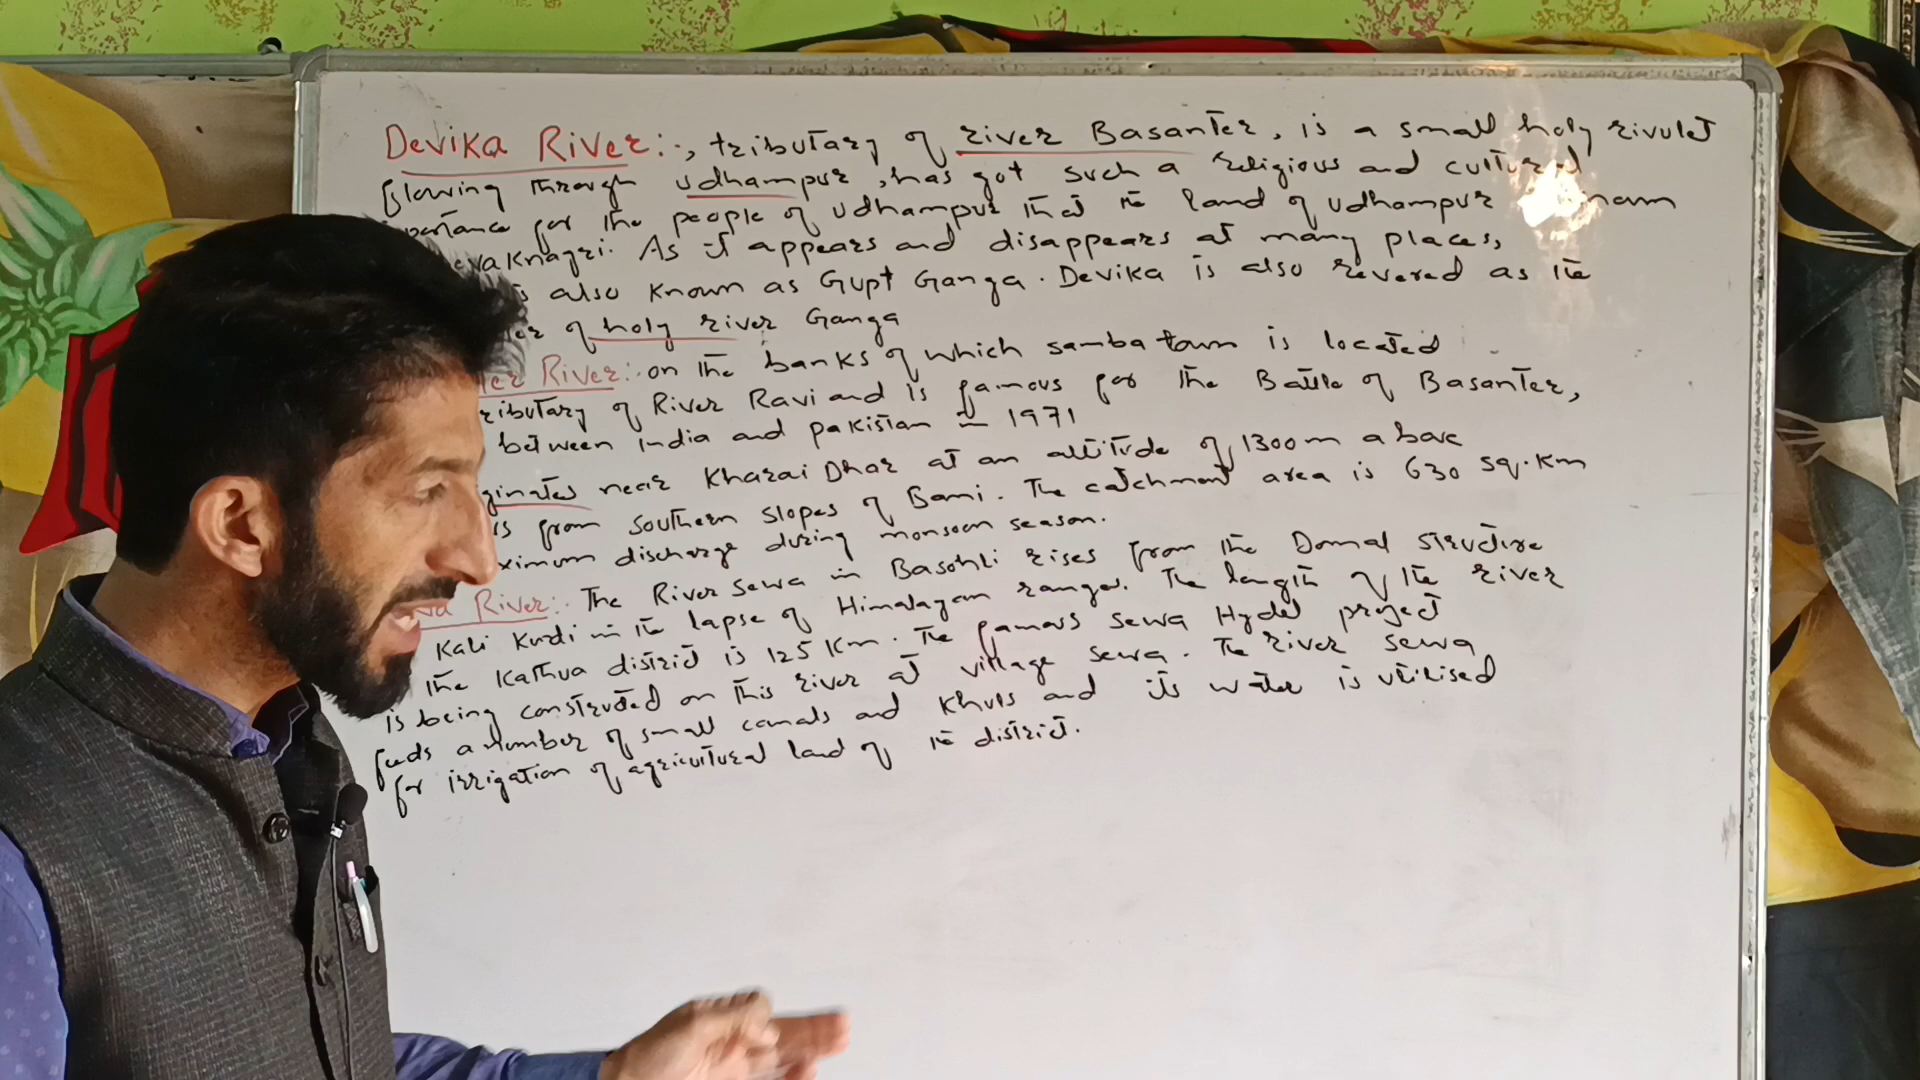 Devika River:-, tributary of river Basanter, is a small holy rivulet
flowing through Udhampur, has got such a religious and cultural
for the people of Udhampur that the land of Udhampur
As it appears and disappears at many places,
is also known as Gupt Ganga. Devika is also revered as the
of holy river Ganga
River:- on the banks of which samba town is located
of River Ravi and is famous for the Battle of Basanter,
between India and Pakistan in 1971
near Kharai Dhar at an altitude of 1300m above
from Southern slopes of Bami. The catchment area is 630 sq. Km
discharge during monsoon season.
River:- The River Sewa in Basohli rises from the Domal structure
Kali Kundi in the lapse of Himalayan ranges. The length of the river
the Kathua district is 125 Km. The famous sewa Hydel project
is being constructed on this river at village sewa. The river sewa
feeds a number of small canals and Khuls and its water is utilised
for irrigation of agricultural land of the district.